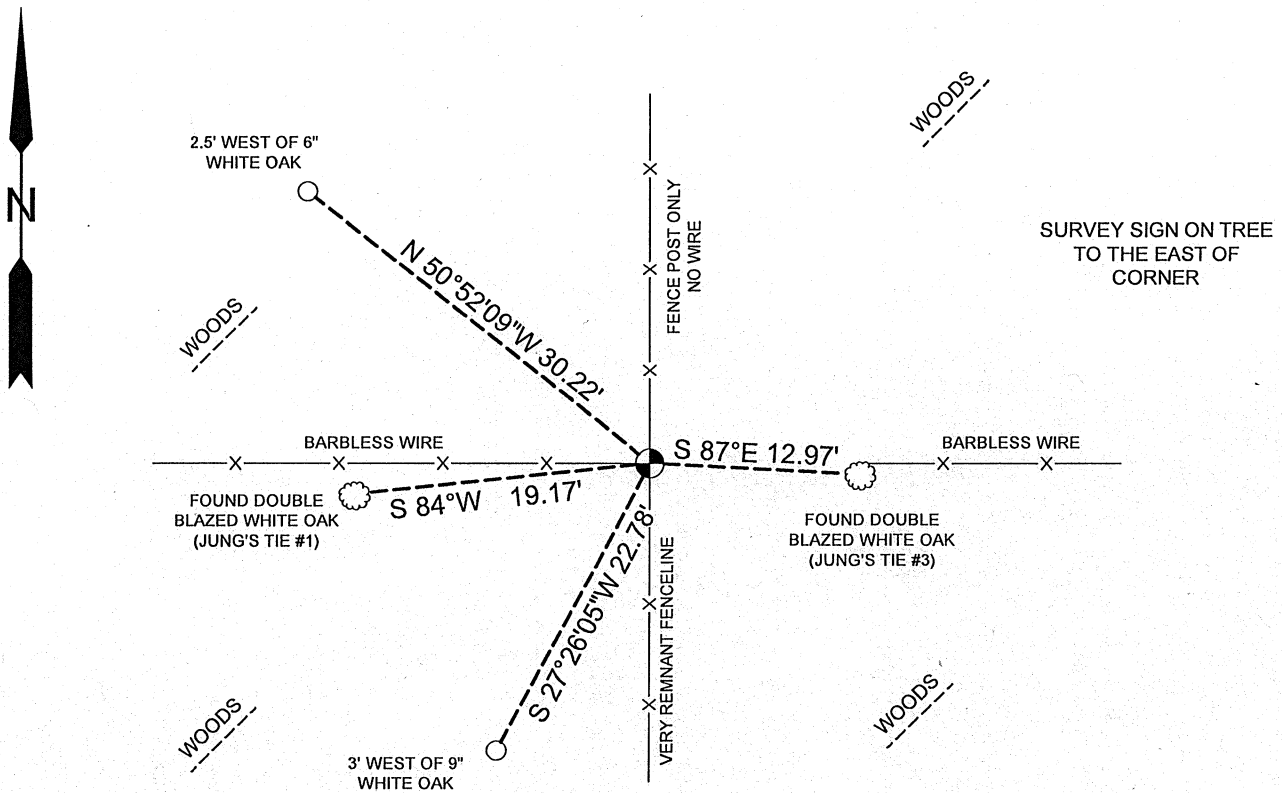 WOODS
2.5' WEST OF 6"
WHITE OAK
N
FENCE POST ONLY
NO WIRE
SURVEY SIGN ON TREE
TO THE EAST OF
CORNER
N 50°52'09"W 30.22'
WOODS
BARBLESS WIRE
S 87°E 12.97'
BARBLESS WIRE
S 84°W 19.17'
FOUND DOUBLE
BLAZED WHITE OAK
(JUNG'S TIE #1)
FOUND DOUBLE
BLAZED WHITE OAK
(JUNG'S TIE #3)
S 27°26'05"W 22.78'
VERY REMNANT FENCELINE
WOODS
WOODS
3' WEST OF 9"
WHITE OAK